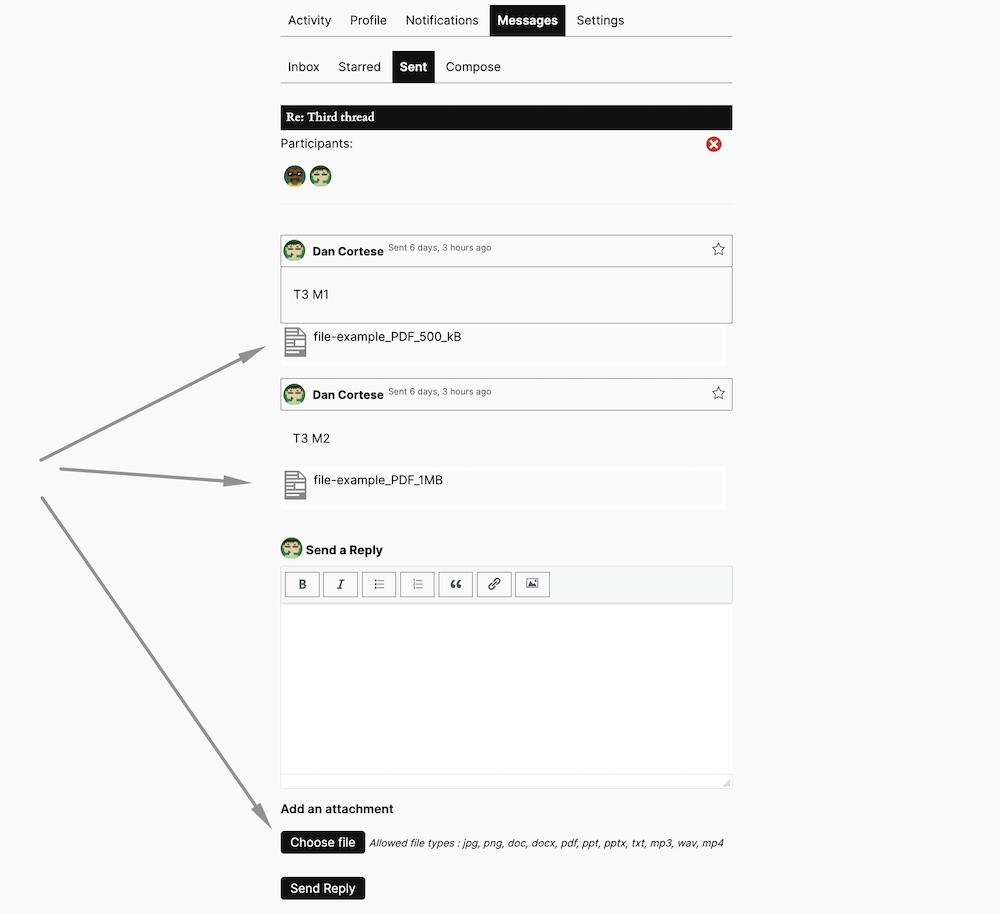 Activity Profile Notifications Messages Settings
Inbox Starred Sent Compose
Re: Third thread
Participants:
Dan Cortese Sent 6 days, 3 hours ago
T3 M1
file-example_PDF_500_kB
Dan Cortese Sent 6 days, 3 hours ago
T3 M2
file-example_PDF_1MB
Send a Reply
B I
Add an attachment
Choose file Allowed file types : jpg, png, doc, docx, pdf, ppt, pptx, txt, mp3, wav, mp4
Send Reply